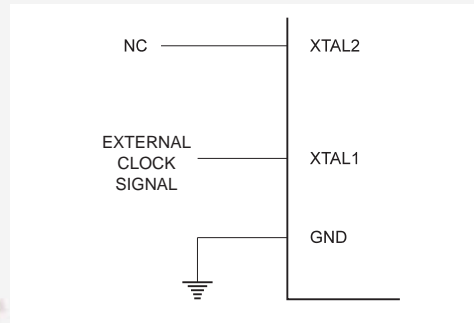 NC
XTAL2
EXTERNAL
CLOCK
SIGNAL
XTAL1
GND